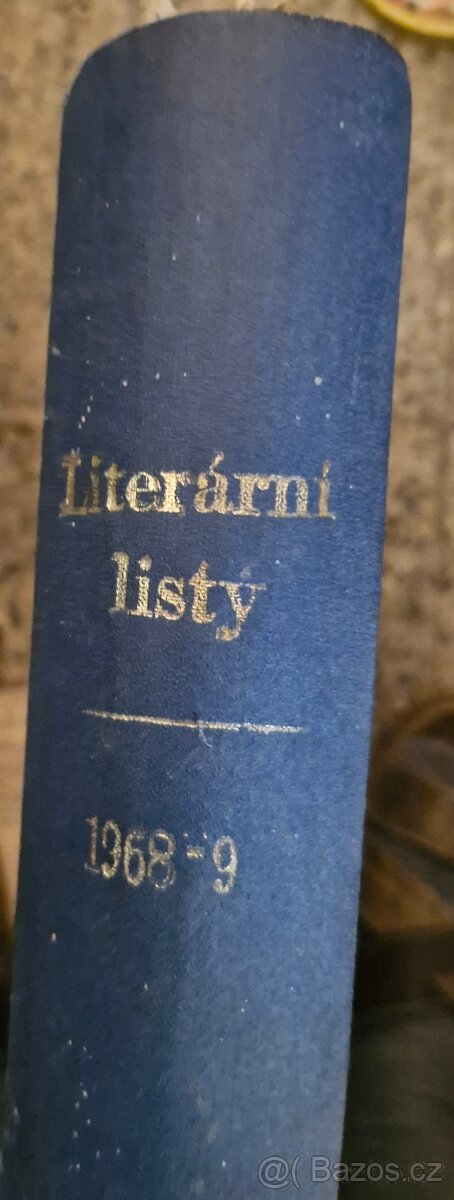 Literární
listy
1968-9
@( Bazos.cz